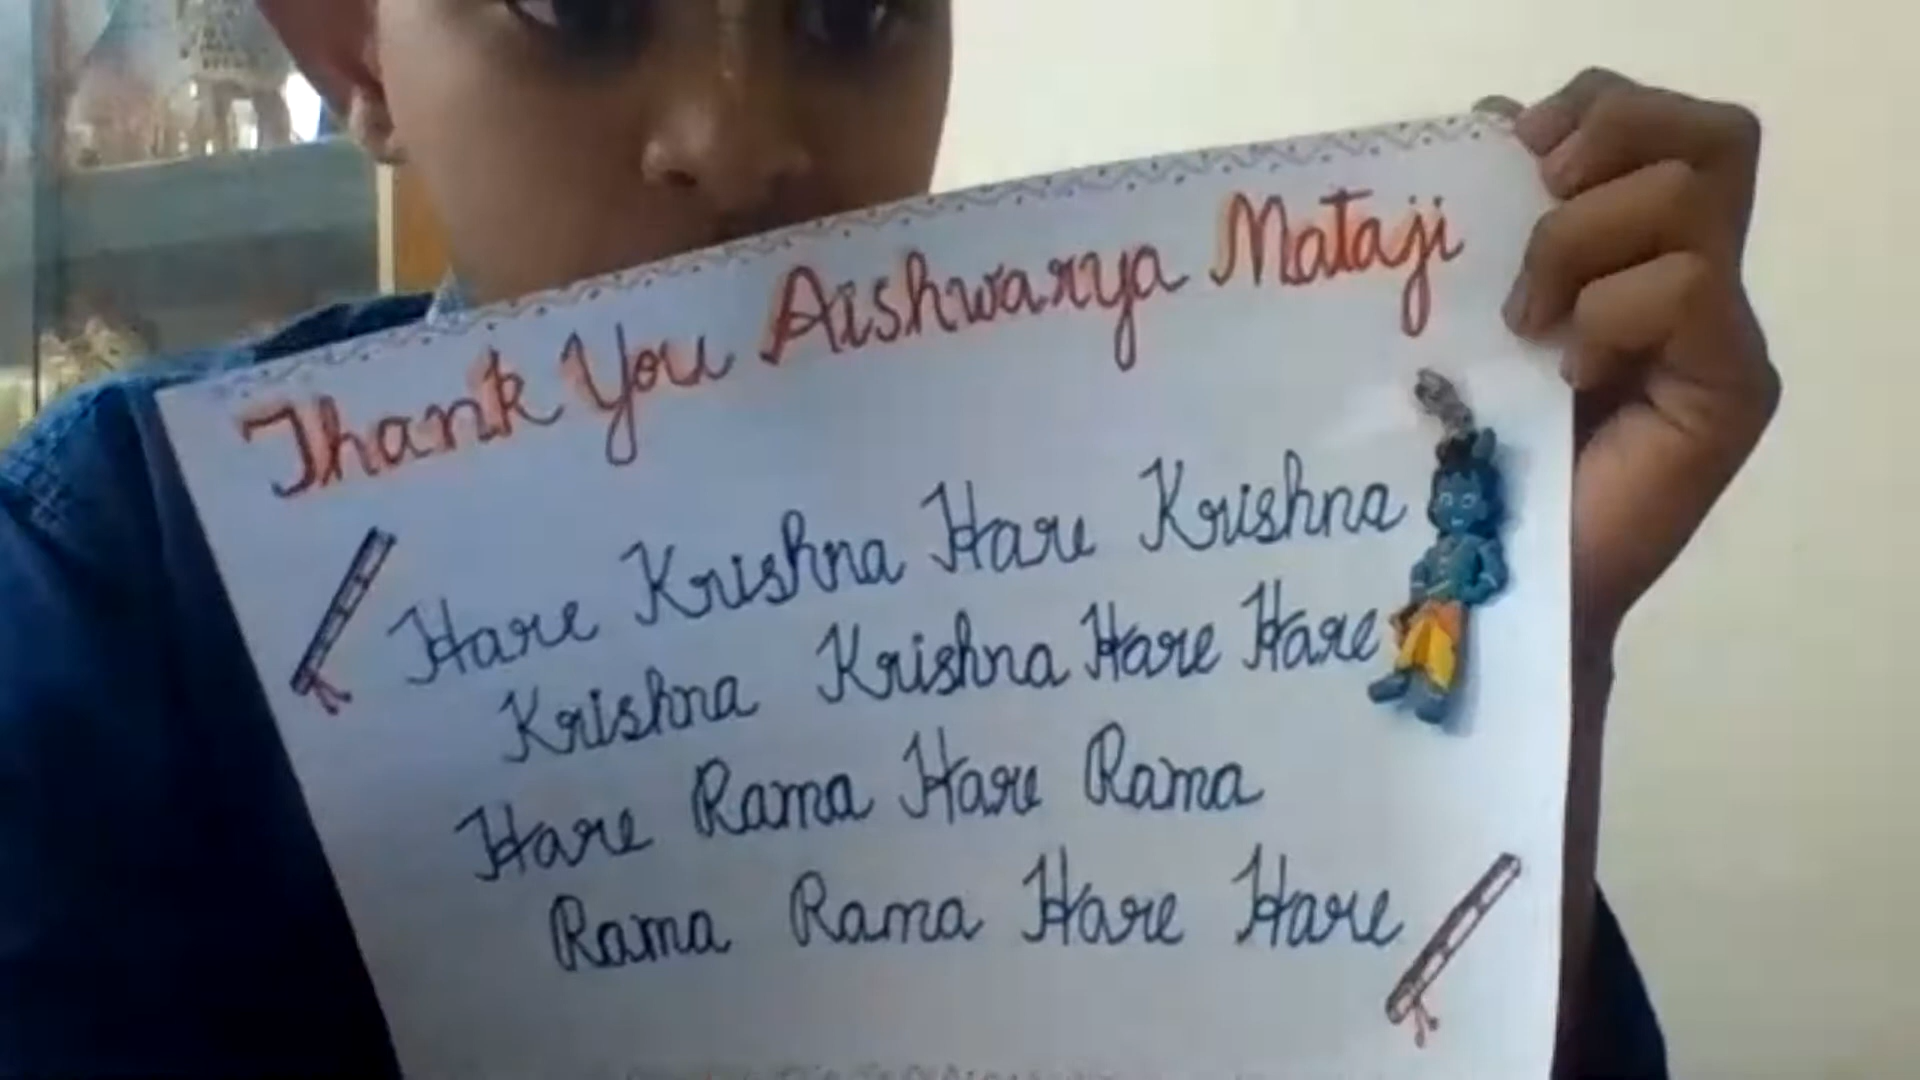 Thank You Aishwarya Mataji
Hare Krishna Hare Krishna
Krishna Krishna Hare Hare
Hare Rama Hare Rama
Rama Rama Hare Hare